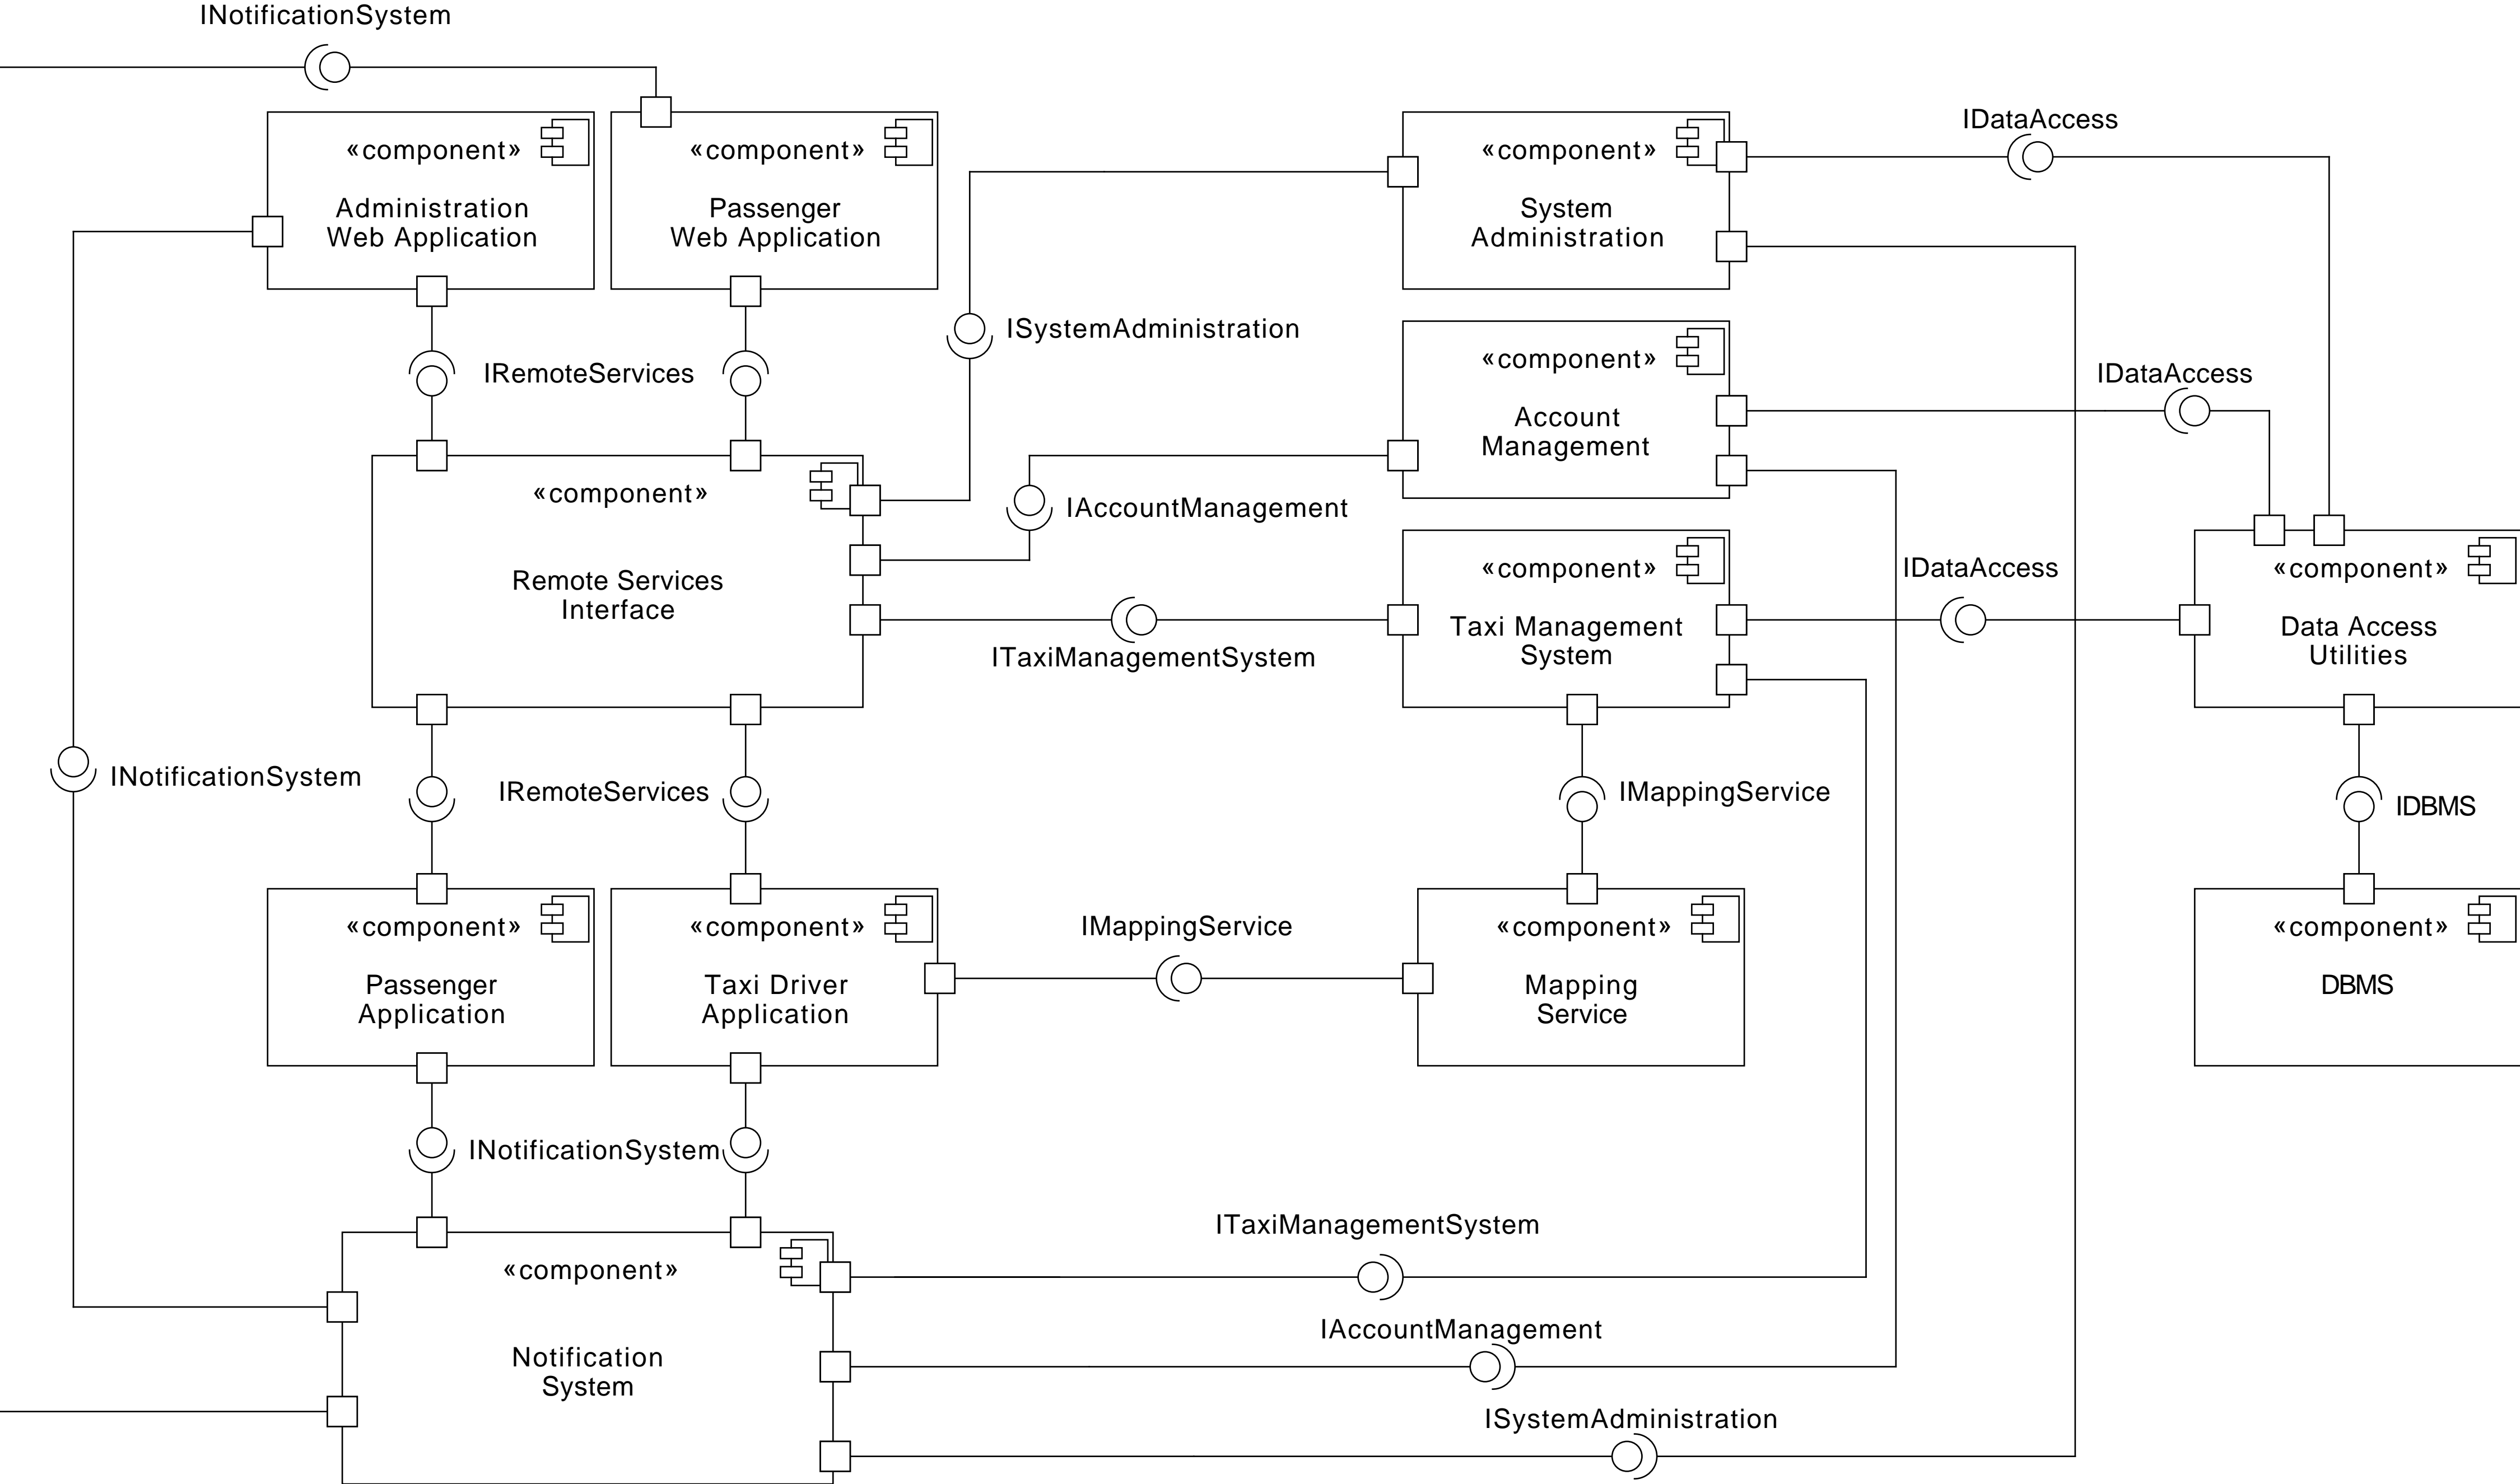 INotificationSystem
«component»
Administration
Web Application
«component»
Passenger
Web Application
«component»
System
Administration
IDataAccess
ISystemAdministration
IRemoteServices
«component»
Account
Management
IDataAccess
«component»
Remote Services
Interface
IAccountManagement
ITaxiManagementSystem
«component»
Taxi Management
System
IDataAccess
«component»
Data Access
Utilities
INotificationSystem
IRemoteServices
IMappingService
IDBMS
«component»
Passenger
Application
«component»
Taxi Driver
Application
IMappingService
«component»
Mapping
Service
«component»
DBMS
INotificationSystem
ITaxiManagementSystem
«component»
Notification
System
IAccountManagement
ISystemAdministration